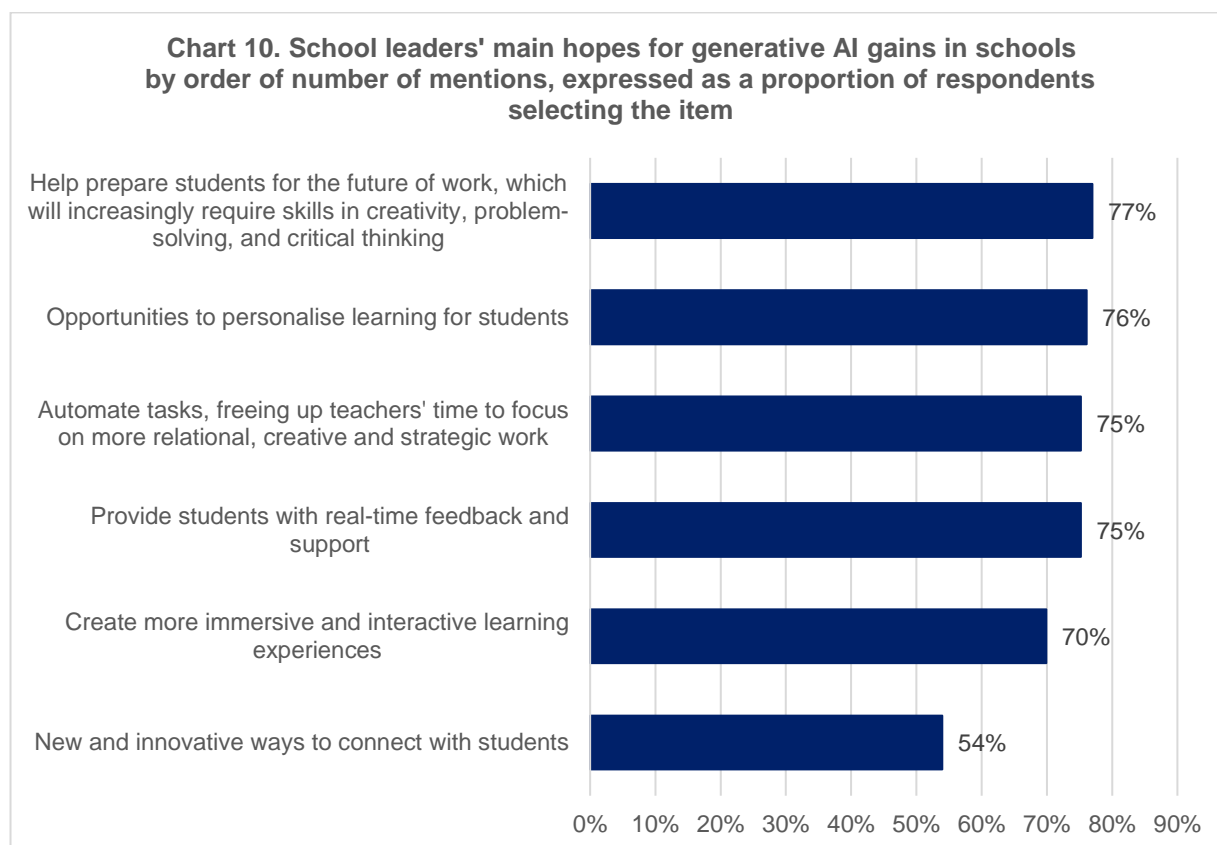 Chart 10. School leaders' main hopes for generative AI gains in schools
by order of number of mentions, expressed as a proportion of respondents
selecting the item
Help prepare students for the future of work, which
will increasingly require skills in creativity, problem-
solving, and critical thinking
77%
Opportunities to personalise learning for students
76%
Automate tasks, freeing up teachers' time to focus
on more relational, creative and strategic work
75%
Provide students with real-time feedback and
support
75%
Create more immersive and interactive learning
experiences
70%
New and innovative ways to connect with students
54%
0% 10% 20% 30% 40% 50% 60% 70% 80% 90%